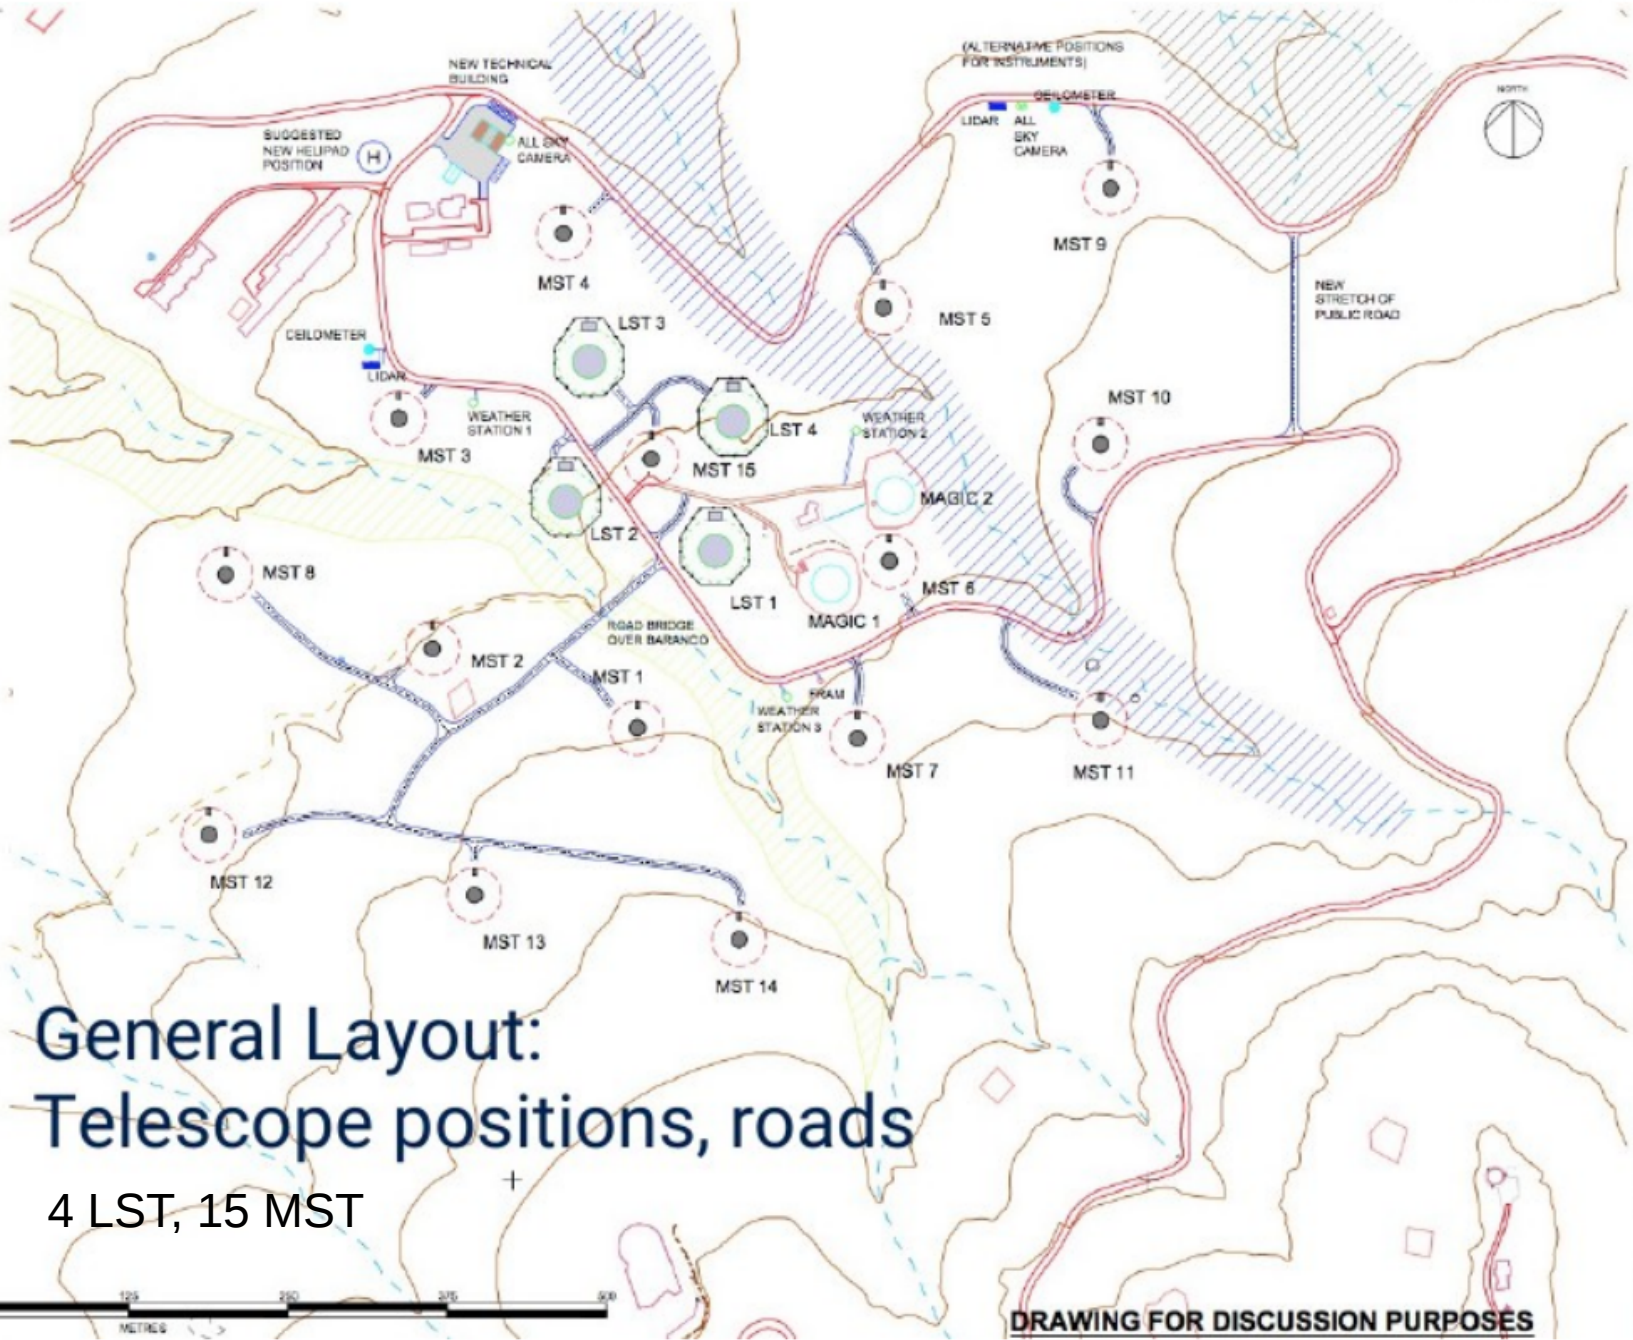 (ALTERNATIVE POSITIONS
FOR INSTRUMENTS)
NEW TECHNICAL
BUILDING
CEILOMETER
LIDAR
ALL
SKY
CAMERA
NORTH
SUGGESTED
NEW HELIPAD
POSITION
H
ALL SKY
CAMERA
MST 9
MST 4
NEW
STRETCH OF
PUBLIC ROAD
MST 5
LST 3
CEILOMETER
LIDAR
MST 10
WEATHER
STATION 1
LST 4
WEATHER
STATION 2
MST 3
MST 15
MAGIC 2
LST 2
MST 8
MST 6
LST 1
MAGIC 1
ROAD BRIDGE
OVER BARANCO
MST 2
MST 1
FRAM
WEATHER
STATION 3
MST 7
MST 11
MST 12
MST 13
MST 14
General Layout:
Telescope positions, roads
4 LST, 15 MST
125 250 375 500
METRES
DRAWING FOR DISCUSSION PURPOSES